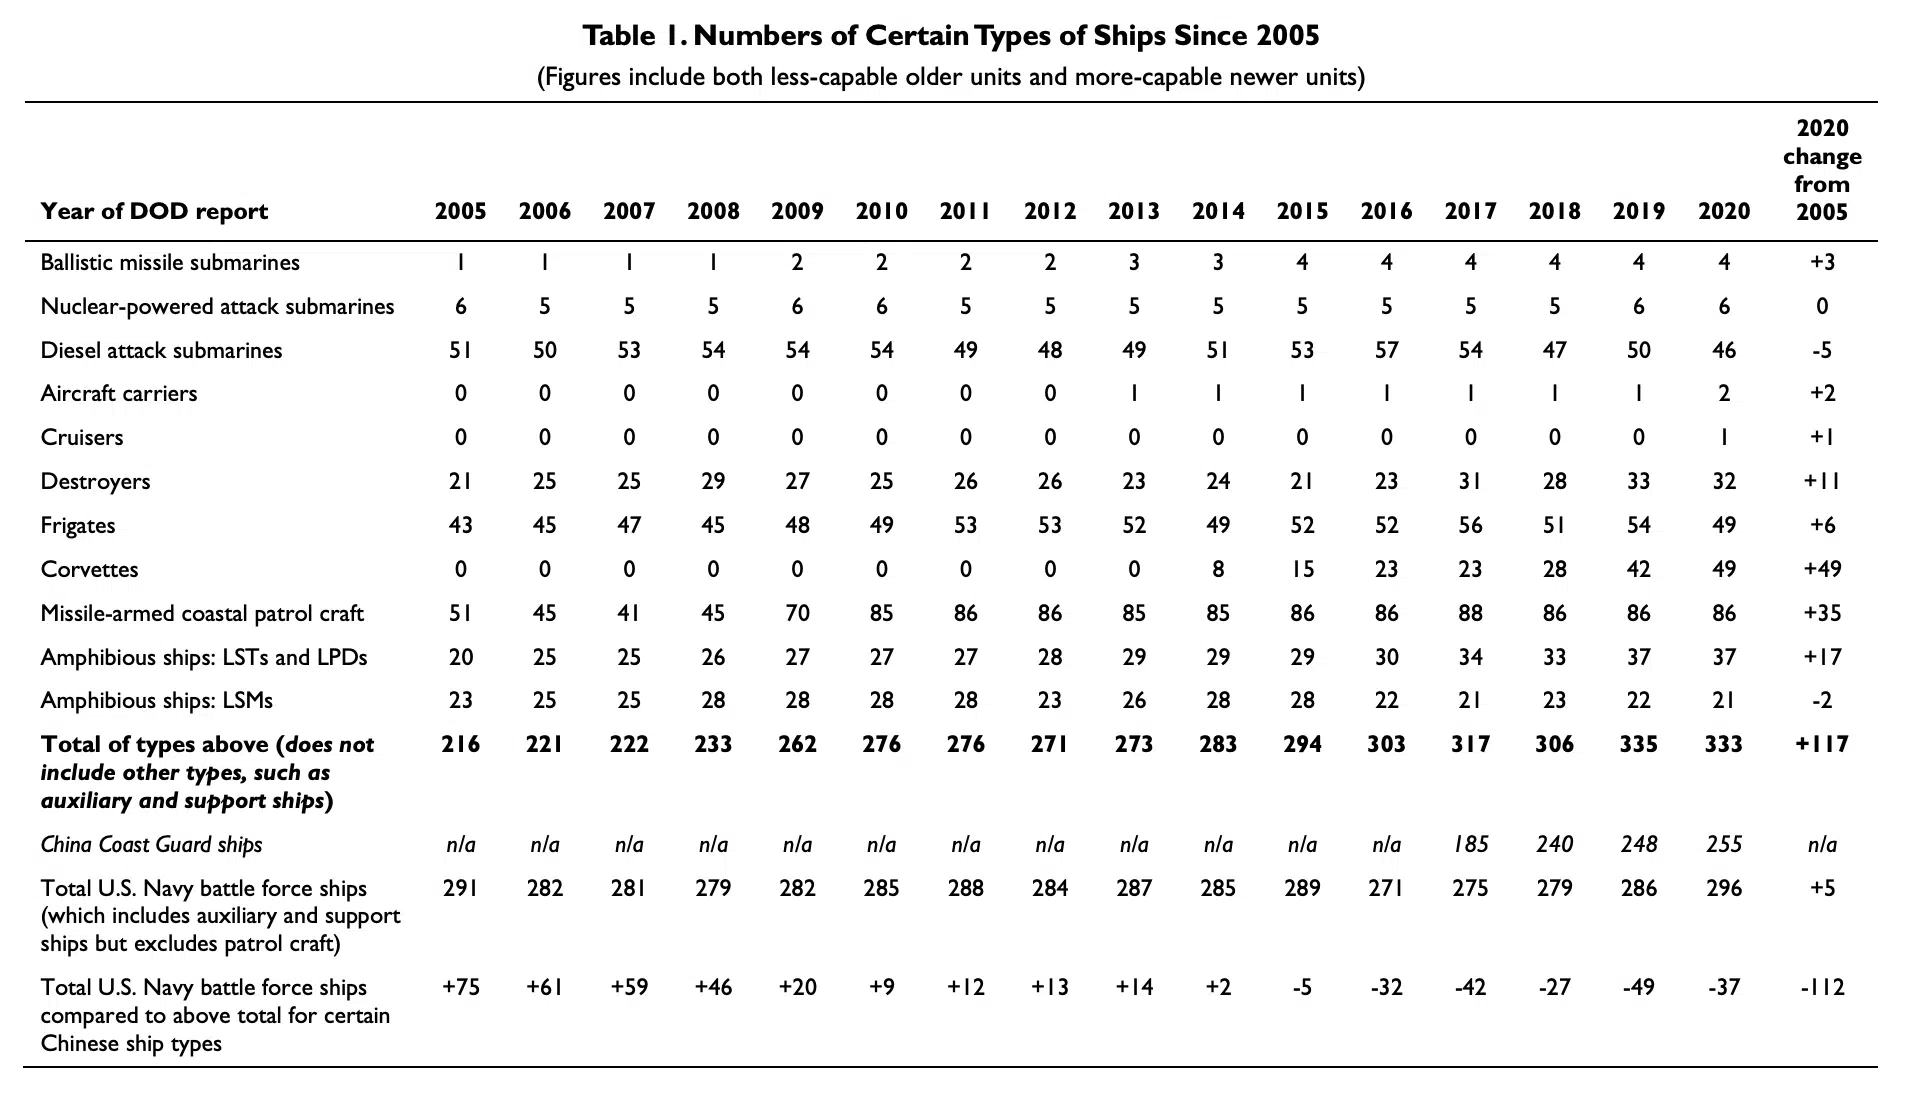 Table 1. Numbers of Certain Types of Ships Since 2005
(Figures include both less-capable older units and more-capable newer units)
Year of DOD report 2005 2006 2007 2008 2009 2010 2011 2012 2013 2014 2015 2016 2017 2018 2019 2020 2020 change from 2005
Ballistic missile submarines 1 1 1 1 2 2 2 2 3 3 4 4 4 4 4 4 +3
Nuclear-powered attack submarines 6 5 5 5 6 6 5 5 5 5 5 5 5 5 6 6 0
Diesel attack submarines 51 50 53 54 54 54 49 48 49 51 53 57 54 47 50 46 -5
Aircraft carriers 0 0 0 0 0 0 0 0 1 1 1 1 1 1 1 2 +2
Cruisers 0 0 0 0 0 0 0 0 0 0 0 0 0 0 0 1 +1
Destroyers 21 25 25 29 27 25 26 26 23 24 21 23 31 28 33 32 +11
Frigates 43 45 47 45 48 49 53 53 52 49 52 52 56 51 54 49 +6
Corvettes 0 0 0 0 0 0 0 0 0 8 15 23 23 28 42 49 +49
Missile-armed coastal patrol craft 51 45 41 45 70 85 86 86 85 85 86 86 88 86 86 86 +35
Amphibious ships: LSTs and LPDs 20 25 25 26 27 27 27 28 29 29 29 30 34 33 37 37 +17
Amphibious ships: LSMs 23 25 25 28 28 28 28 23 26 28 28 22 21 23 22 21 -2
Total of types above (does not 216 221 222 233 262 276 276 271 273 283 294 303 317 306 335 333 +117
include other types, such as
auxiliary and support ships)
China Coast Guard ships n/a n/a n/a n/a n/a n/a n/a n/a n/a n/a n/a n/a 185 240 248 255 n/a
Total U.S. Navy battle force ships 291 282 281 279 282 285 288 284 287 285 289 271 275 279 286 296 +5
(which includes auxiliary and support
ships but excludes patrol craft)
Total U.S. Navy battle force ships +75 +61 +59 +46 +20 +9 +12 +13 +14 +2 -5 -32 -42 -27 -49 -37 -112
compared to above total for certain
Chinese ship types